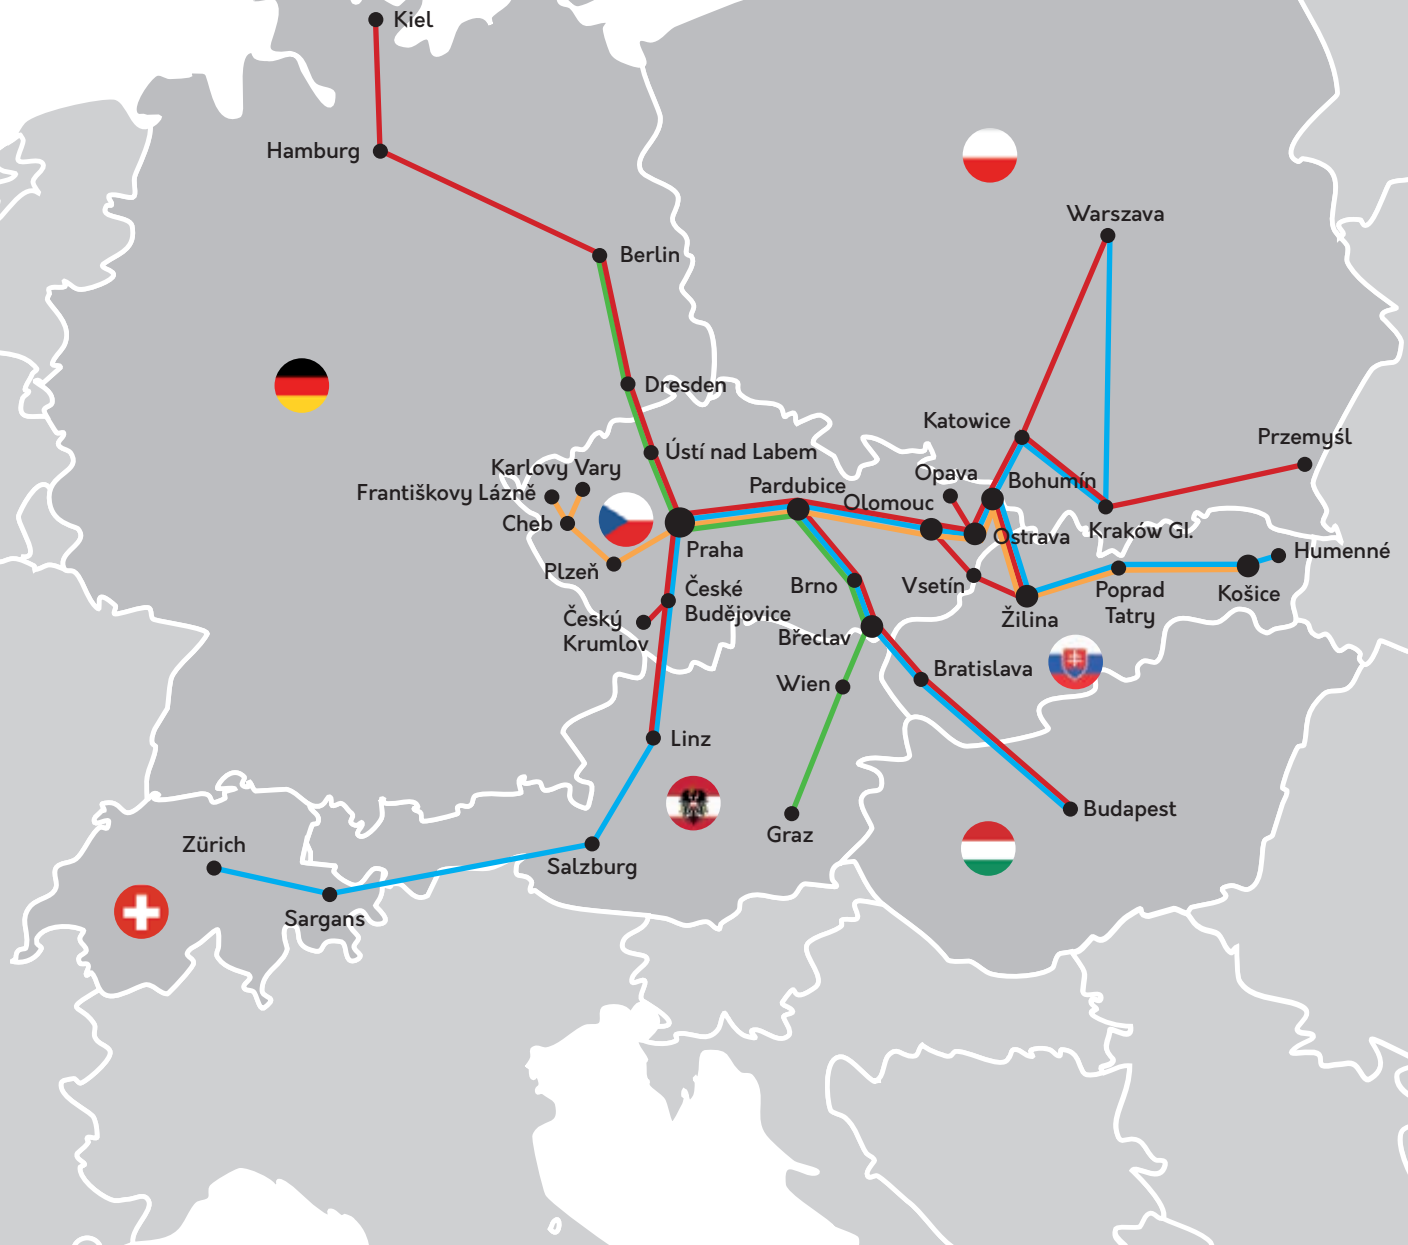 Kiel
Hamburg
Warszava
Berlin
Dresden
Katowice
Przemyśl
Ústí nad Labem
Karlovy Vary
Opava
Bohumín
Františkovy Lázně
Pardubice
Olomouc
Cheb
Kraków Gl.
Ostrava
Praha
Humenné
Plzeň
Brno
Vsetín
České
Budějovice
Poprad
Tatry
Košice
Český
Krumlov
Žilina
Břeclav
Bratislava
Wien
Linz
Budapest
Graz
Zürich
Salzburg
Sargans